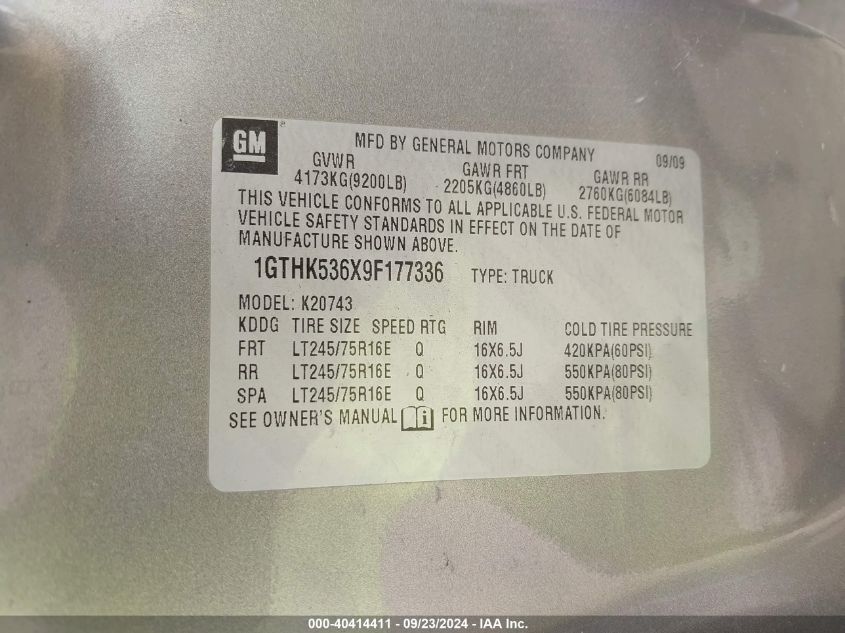 GM®
MFD BY GENERAL MOTORS COMPANY 09/09
GVWR GAWR FRT GAWR RR
4173KG(9200LB) 2205KG(4860LB) 2760KG(6084LB)
THIS VEHICLE CONFORMS TO ALL APPLICABLE U.S. FEDERAL MOTOR
VEHICLE SAFETY STANDARDS IN EFFECT ON THE DATE OF
MANUFACTURE SHOWN ABOVE.
1GTHK536X9F177336 TYPE: TRUCK
MODEL: K20743
KDDG TIRE SIZE SPEED RTG RIM COLD TIRE PRESSURE
FRT LT245/75R16E Q 16X6.5J 420KPA(60PSI)
RR LT245/75R16E Q 16X6.5J 550KPA(80PSI)
SPA LT245/75R16E Q 16X6.5J 550KPA(80PSI)
SEE OWNER'S MANUAL i FOR MORE INFORMATION.
000-40414411 - 09/23/2024 - IAA Inc.